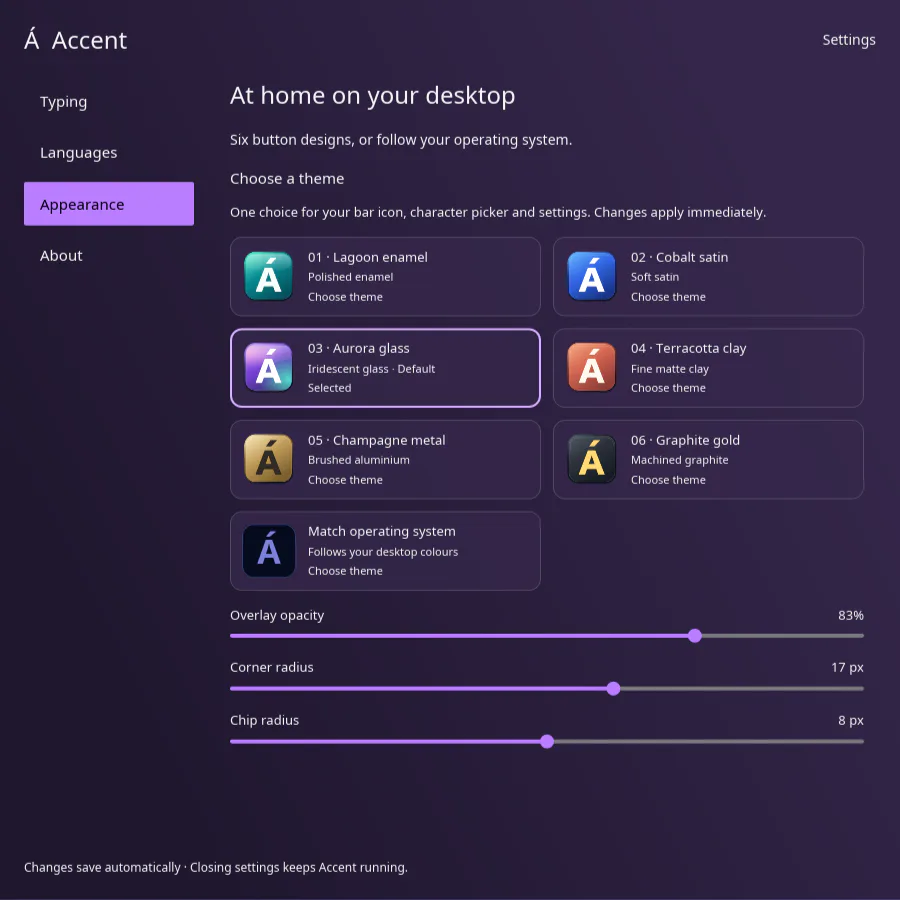 Á Accent
Settings
Typing
Languages
Appearance
About
At home on your desktop
Six button designs, or follow your operating system.
Choose a theme
One choice for your bar icon, character picker and settings. Changes apply immediately.
Á
01 · Lagoon enamel
Polished enamel
Choose theme
Á
02 · Cobalt satin
Soft satin
Choose theme
Á
03 · Aurora glass
Iridescent glass · Default
Selected
Á
04 · Terracotta clay
Fine matte clay
Choose theme
Á
05 · Champagne metal
Brushed aluminium
Choose theme
Á
06 · Graphite gold
Machined graphite
Choose theme
Á
Match operating system
Follows your desktop colours
Choose theme
Overlay opacity 83%
Corner radius 17 px
Chip radius 8 px
Changes save automatically · Closing settings keeps Accent running.